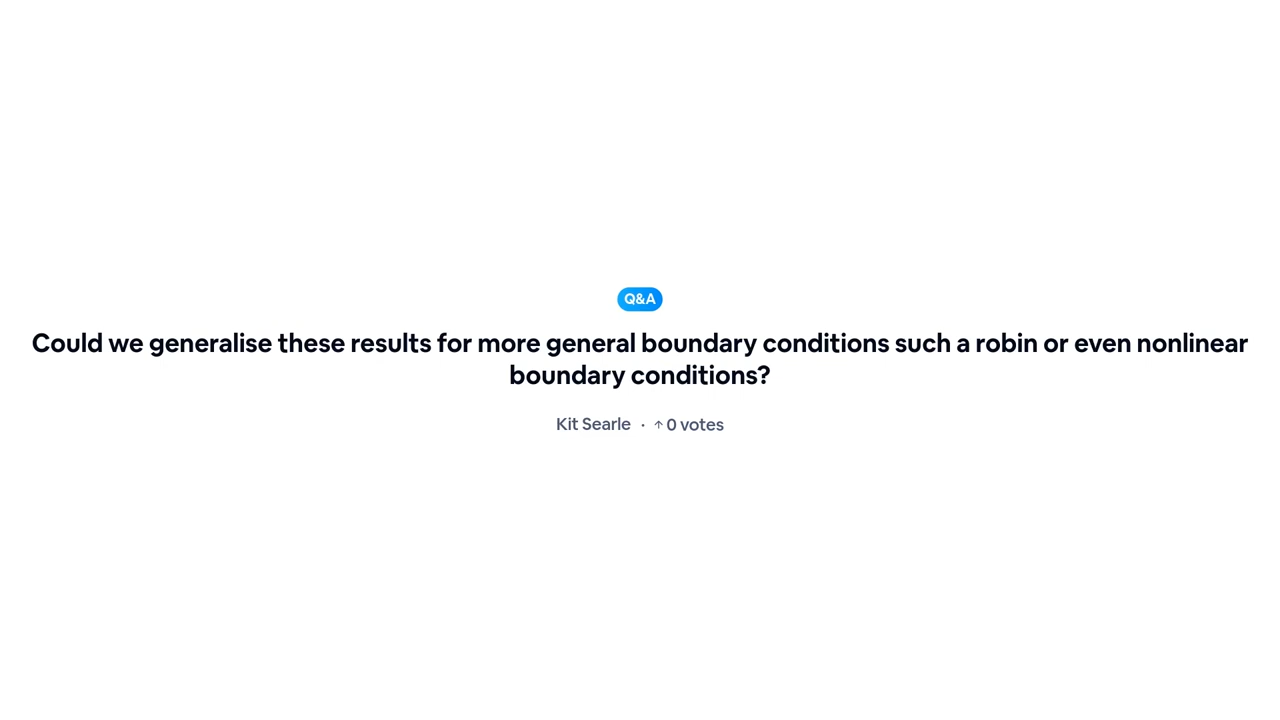 Q&A
Could we generalise these results for more general boundary conditions such a robin or even nonlinear
boundary conditions?
Kit Searle · ↑ 0 votes